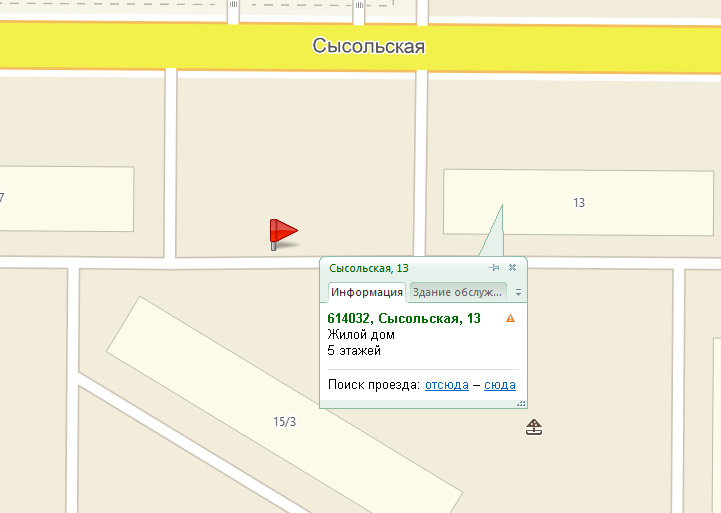 Сысольская
7
13
Сысольская, 13
Информация
Здание обслуж...
614032, Сысольская, 13
Жилой дом
5 этажей
Поиск проезда: отсюда – сюда
15/3